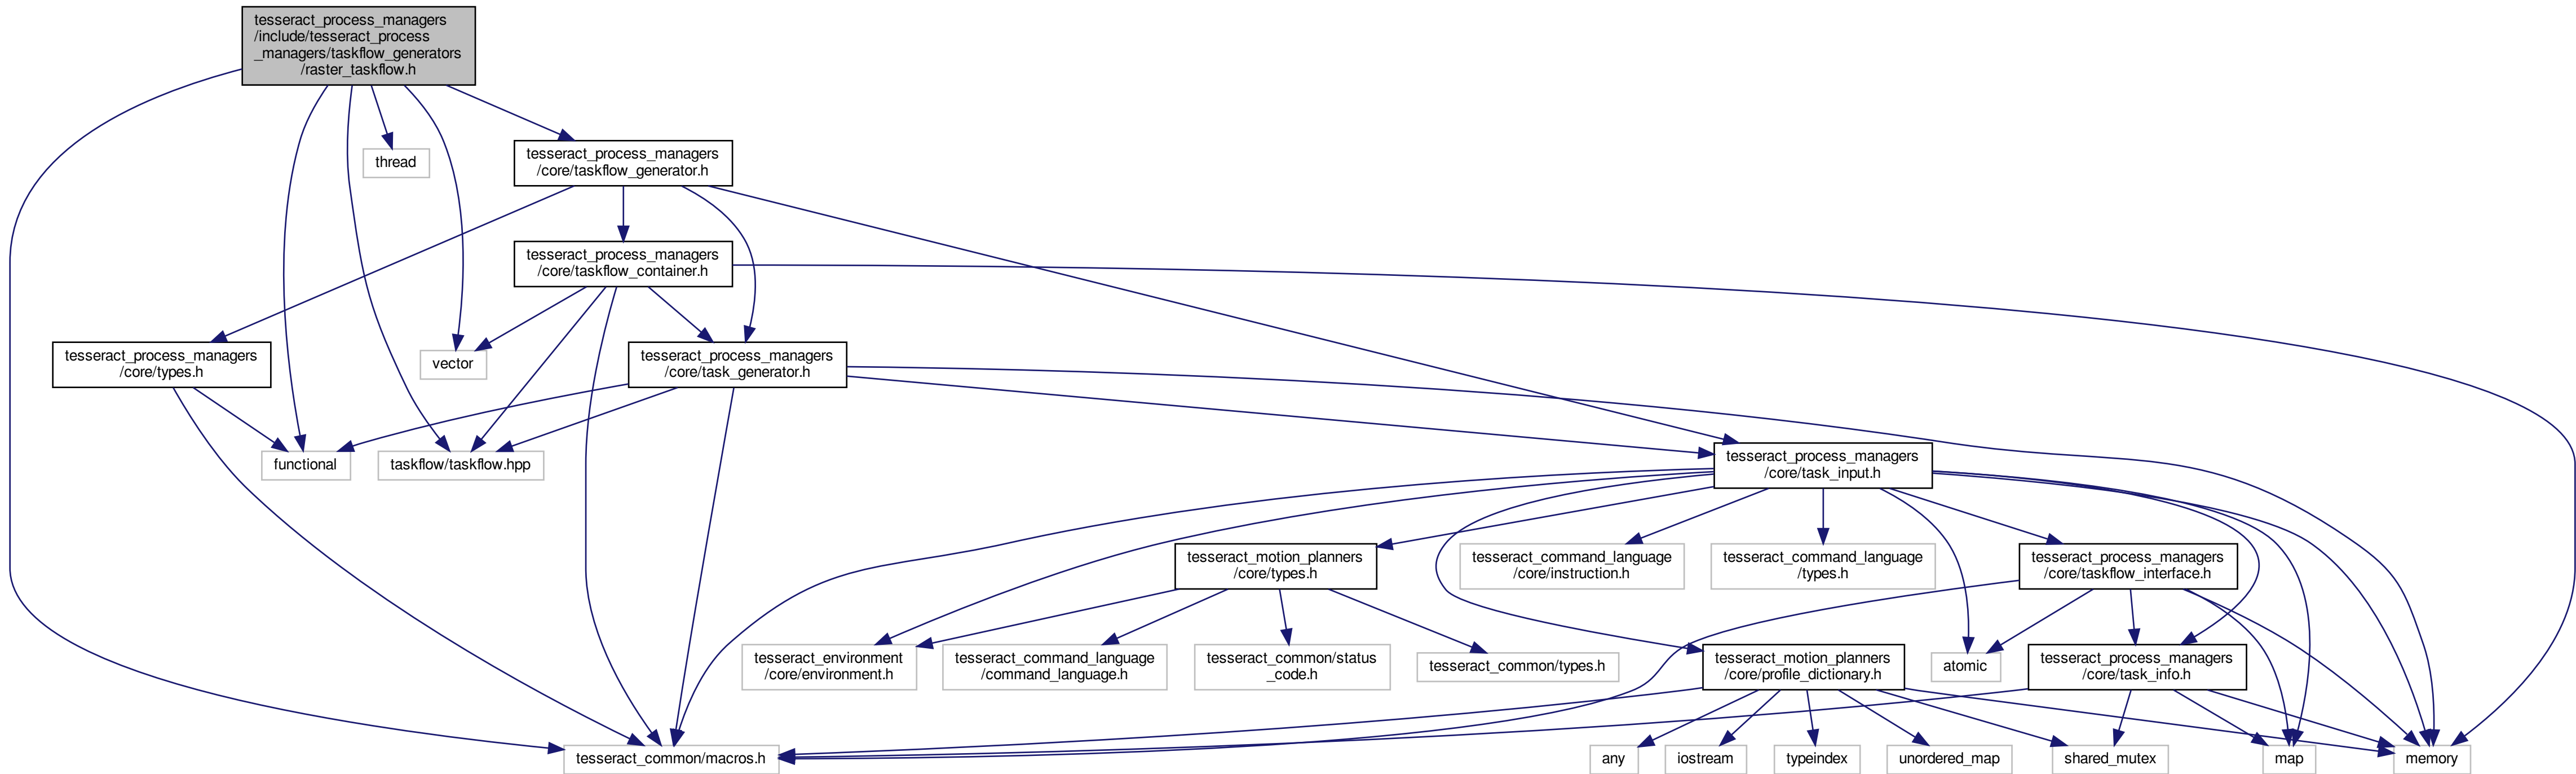 tesseract_process_managers
/include/tesseract_process
_managers/taskflow_generators
/raster_taskflow.h
thread
tesseract_process_managers
/core/taskflow_generator.h
tesseract_process_managers
/core/taskflow_container.h
tesseract_process_managers
/core/types.h
vector
tesseract_process_managers
/core/task_generator.h
functional
taskflow/taskflow.hpp
tesseract_process_managers
/core/task_input.h
tesseract_motion_planners
/core/types.h
tesseract_command_language
/core/instruction.h
tesseract_command_language
/types.h
tesseract_process_managers
/core/taskflow_interface.h
tesseract_environment
/core/environment.h
tesseract_command_language
/command_language.h
tesseract_common/status
_code.h
tesseract_common/types.h
tesseract_motion_planners
/core/profile_dictionary.h
atomic
tesseract_process_managers
/core/task_info.h
tesseract_common/macros.h
any
iostream
typeindex
unordered_map
shared_mutex
map
memory